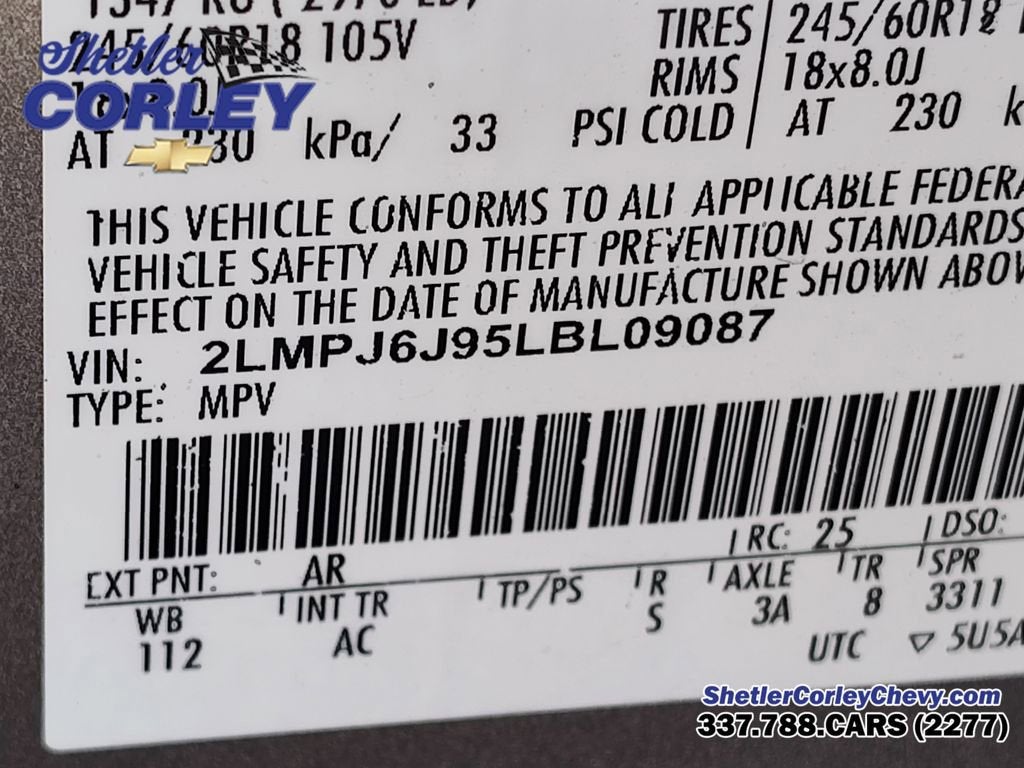 245/60R18 105V
AT 230 kPa/ 33 PSI COLD
TIRES 245/60R18
RIMS 18x8.0J
AT 230
Shetler
CORLEY
THIS VEHICLE CONFORMS TO ALL APPLICABLE FEDERA
VEHICLE SAFETY AND THEFT PREVENTION STANDARDS
EFFECT ON THE DATE OF MANUFACTURE SHOWN ABOV
VIN: 2LMPJ6J95LBL09087
TYPE: MPV
EXT PNT: AR RC: 25 DSO:
WB INT TR TP/PS R AXLE TR SPR
112 AC S 3A 8 3311
UTC ▽ 5U5A
ShetlerCorleyChevy.com
337.788.CARS (2277)